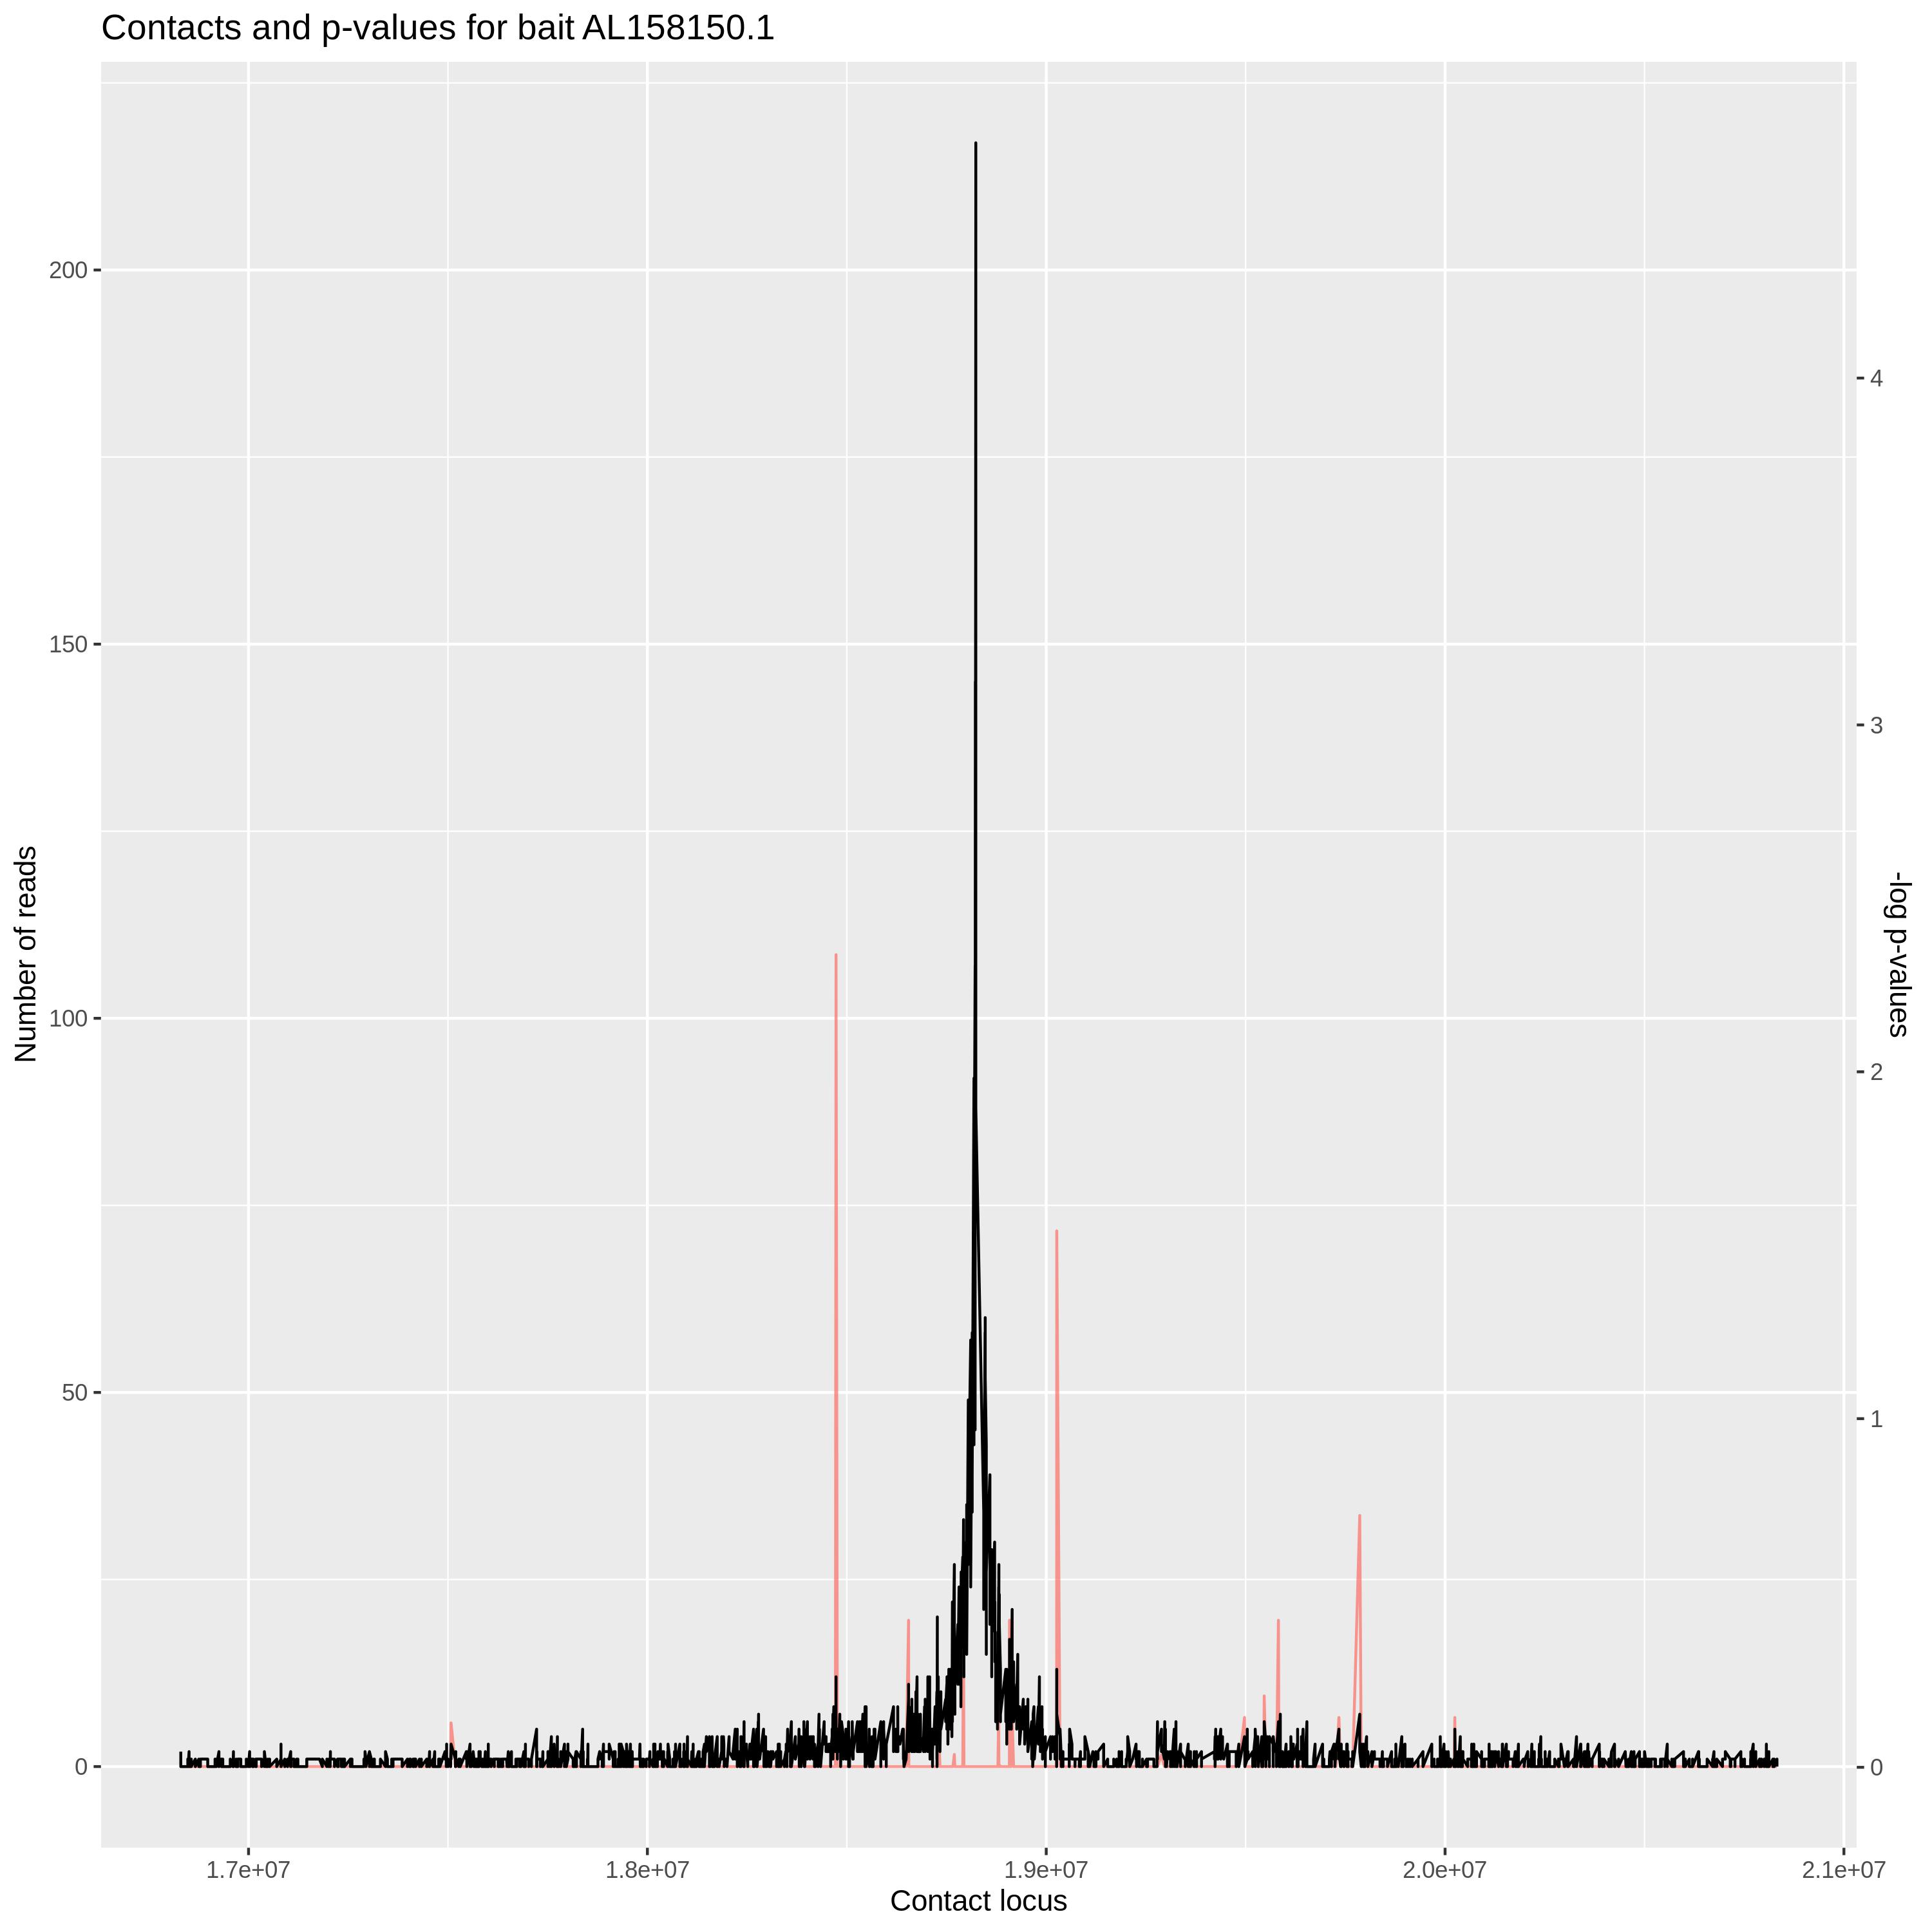 Contacts and p-values for bait AL158150.1
200
150
100
50
0
Number of reads
4
3
2
1
0
-log p-values
1.7e+07 1.8e+07 1.9e+07 2.0e+07 2.1e+07
Contact locus